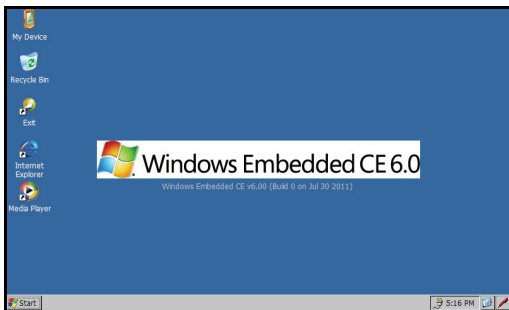 My Device
Recycle Bin
Exit
Internet
Explorer
Media Player
Windows Embedded CE 6.0
Windows Embedded CE v6.00 (Build 0 on Jul 30 2011)
Start
5:16 PM